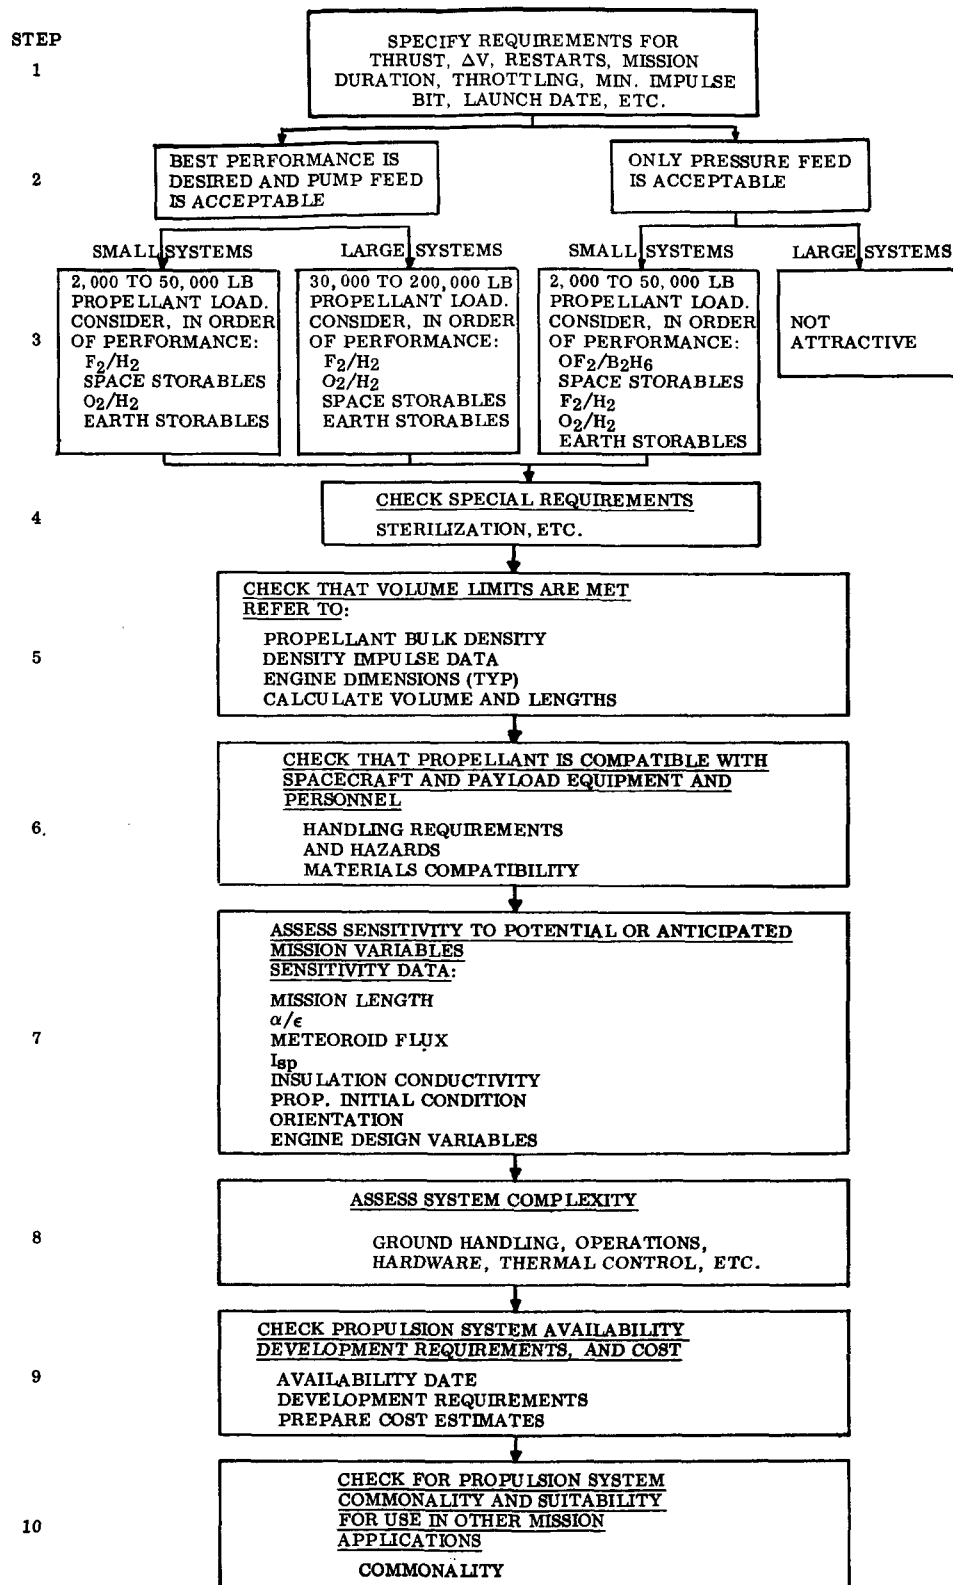 STEP
1
SPECIFY REQUIREMENTS FOR
THRUST, ΔV, RESTARTS, MISSION
DURATION, THROTTLING, MIN. IMPULSE
BIT, LAUNCH DATE, ETC.
2
BEST PERFORMANCE IS
DESIRED AND PUMP FEED
IS ACCEPTABLE
ONLY PRESSURE FEED
IS ACCEPTABLE
3
SMALL SYSTEMS
2,000 TO 50,000 LB
PROPELLANT LOAD.
CONSIDER, IN ORDER
OF PERFORMANCE:
F2/H2
SPACE STORABLES
O2/H2
EARTH STORABLES
LARGE SYSTEMS
30,000 TO 200,000 LB
PROPELLANT LOAD.
CONSIDER, IN ORDER
OF PERFORMANCE:
F2/H2
O2/H2
SPACE STORABLES
EARTH STORABLES
SMALL SYSTEMS
2,000 TO 50,000 LB
PROPELLANT LOAD.
CONSIDER, IN ORDER
OF PERFORMANCE:
OF2/B2H6
SPACE STORABLES
F2/H2
O2/H2
EARTH STORABLES
LARGE SYSTEMS
NOT
ATTRACTIVE
4
CHECK SPECIAL REQUIREMENTS
STERILIZATION, ETC.
5
CHECK THAT VOLUME LIMITS ARE MET
REFER TO:
PROPELLANT BULK DENSITY
DENSITY IMPULSE DATA
ENGINE DIMENSIONS (TYP)
CALCULATE VOLUME AND LENGTHS
6.
CHECK THAT PROPELLANT IS COMPATIBLE WITH
SPACECRAFT AND PAYLOAD EQUIPMENT AND
PERSONNEL
HANDLING REQUIREMENTS
AND HAZARDS
MATERIALS COMPATIBILITY
7
ASSESS SENSITIVITY TO POTENTIAL OR ANTICIPATED
MISSION VARIABLES
SENSITIVITY DATA:
MISSION LENGTH
α/ϵ
METEOROID FLUX
Isp
INSULATION CONDUCTIVITY
PROP. INITIAL CONDITION
ORIENTATION
ENGINE DESIGN VARIABLES
8
ASSESS SYSTEM COMPLEXITY
GROUND HANDLING, OPERATIONS,
HARDWARE, THERMAL CONTROL, ETC.
9
CHECK PROPULSION SYSTEM AVAILABILITY
DEVELOPMENT REQUIREMENTS, AND COST
AVAILABILITY DATE
DEVELOPMENT REQUIREMENTS
PREPARE COST ESTIMATES
10
CHECK FOR PROPULSION SYSTEM
COMMONALITY AND SUITABILITY
FOR USE IN OTHER MISSION
APPLICATIONS
COMMONALITY